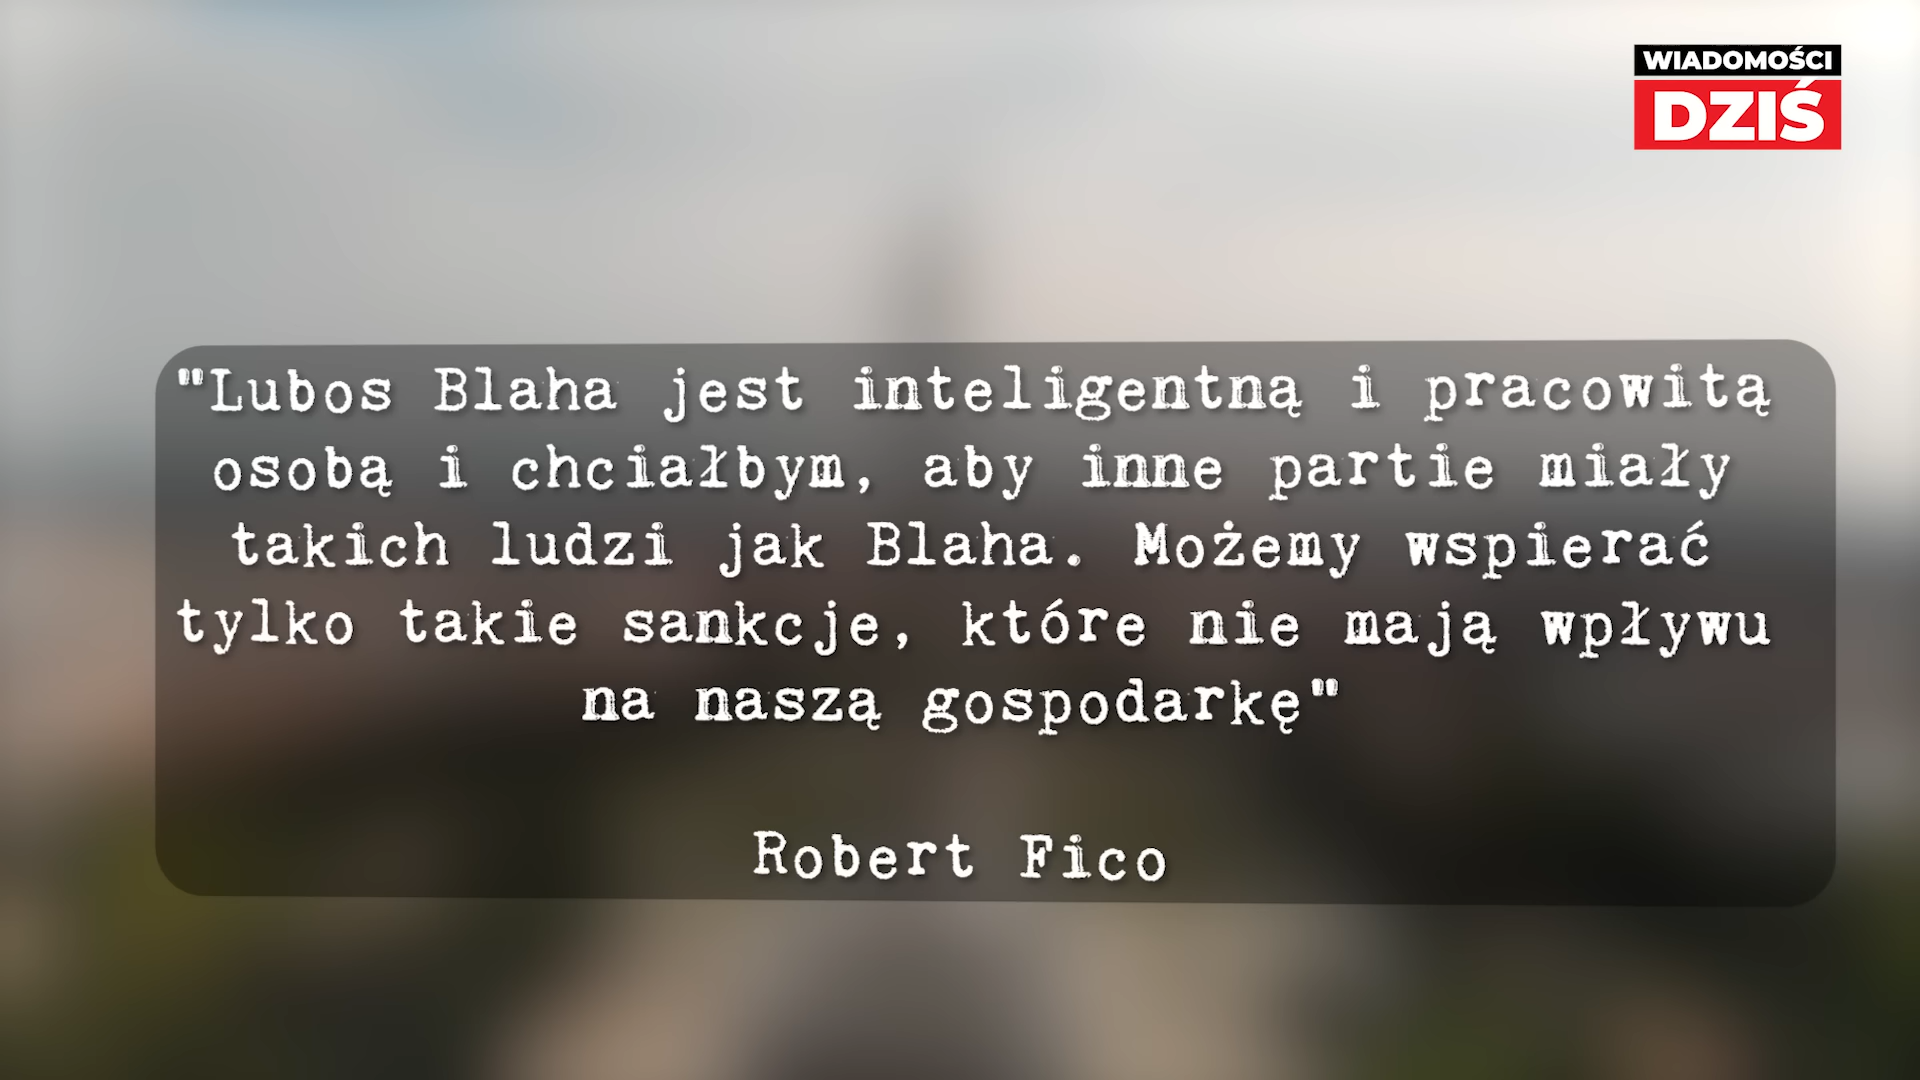 WIADOMOŚCI
DZIŚ
"Lubos Blaha jest inteligentną i pracowitą
osobą i chciałbym, aby inne partie miały
takich ludzi jak Blaha. Możemy wspierać
tylko takie sankcje, które nie mają wpływu
na naszą gospodarkę"
Robert Fico